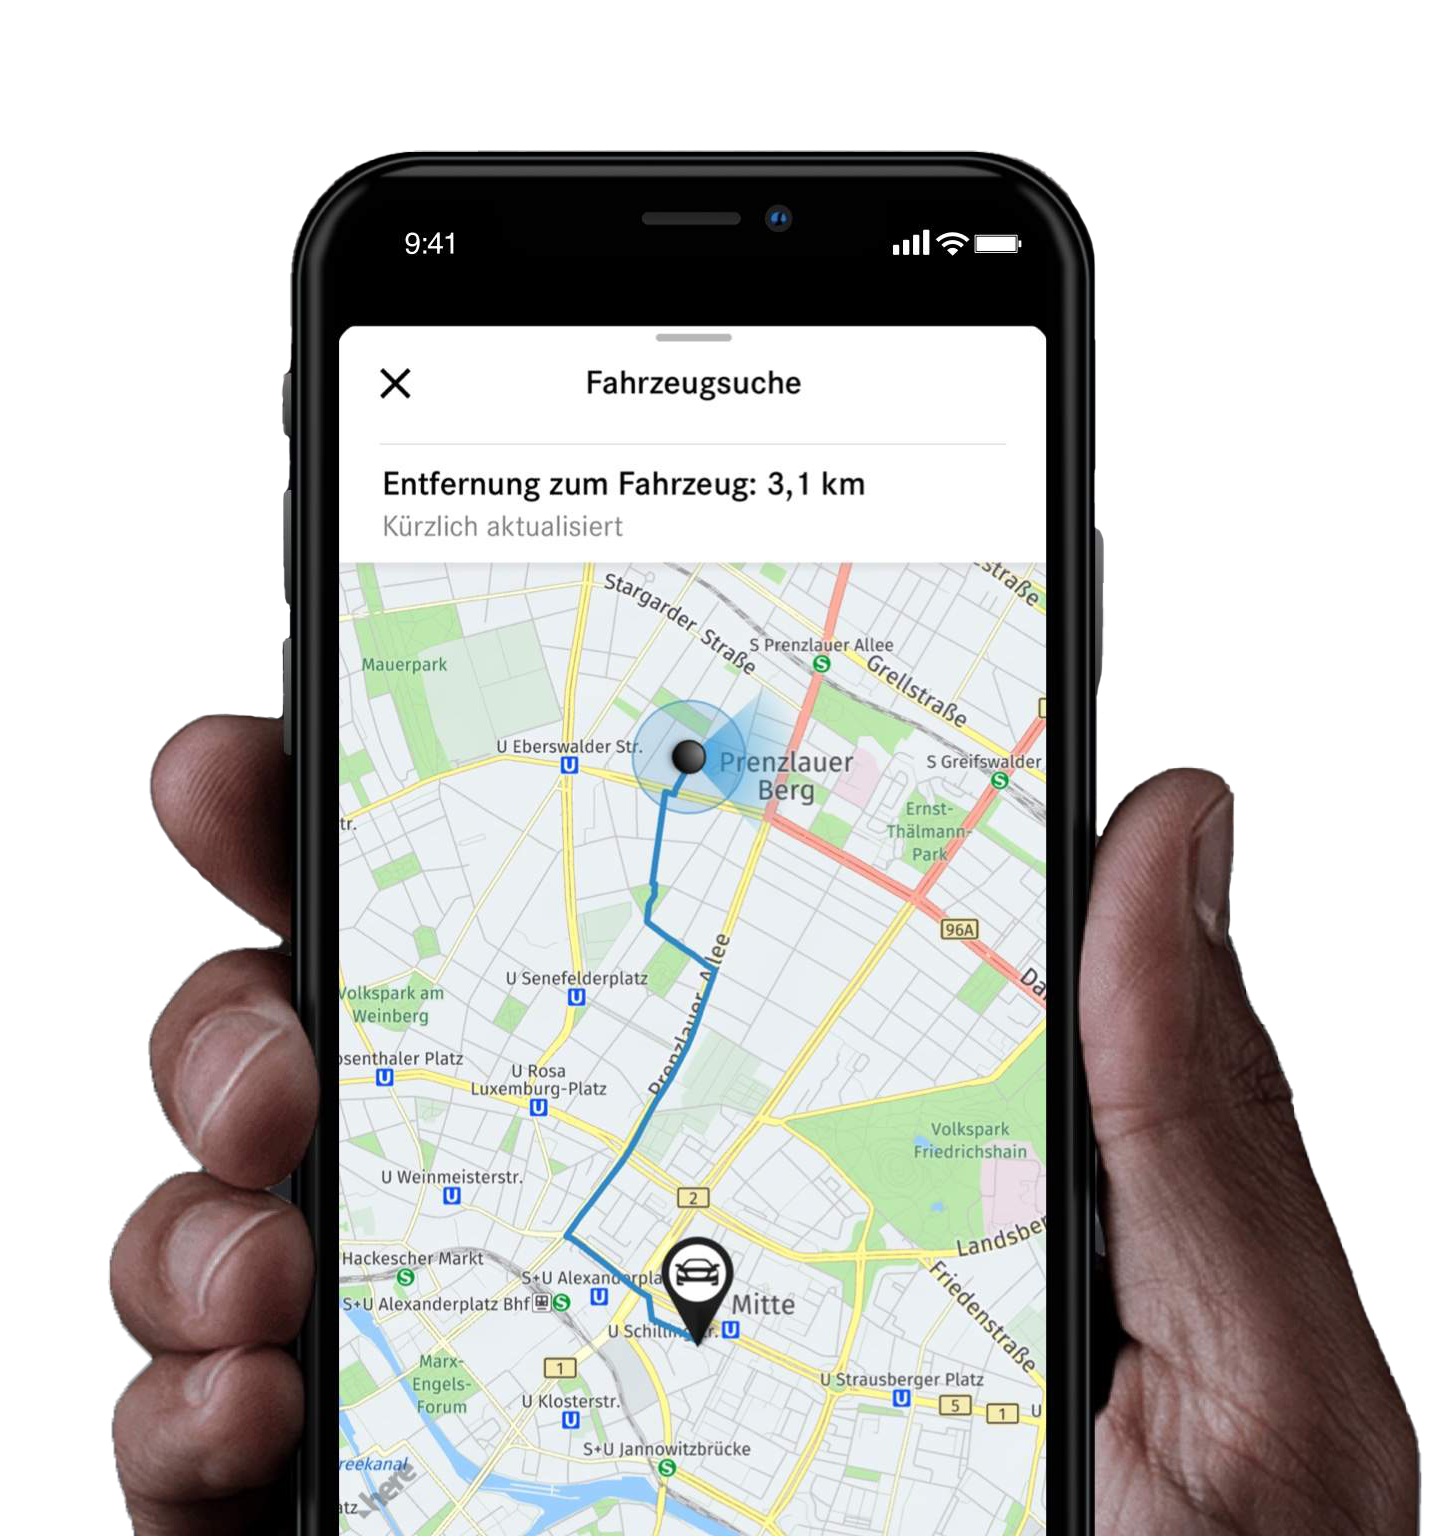 9:41
Fahrzeugsuche
Entfernung zum Fahrzeug: 3,1 km
Kürzlich aktualisiert
straße
Stargarder Straße
S Prenzlauer Allee
S
Mauerpark
Grellstraße
U Eberswalder Str.
U
Prenzlauer
Berg
S Greifswalder
S
Ernst-
Thälmann-
Park
tr.
96A
Prenzlauer Allee
U Senefelderplatz
U
Volkspark am
Weinberg
osenthaler Platz
U
U Rosa
Luxemburg-Platz
U
Volkspark
Friedrichshain
U Weinmeisterstr.
U
2
Landsber
Hackescher Markt
S
S+U Alexanderpla
U
Friedenstraße
S+U Alexanderplatz Bhf
S
Mitte
U
1
Marx-
Engels-
Forum
U Strausberger Platz
U
5
1
U
U Klosterstr.
U
S+U Jannowitzbrücke
S
reekanal
here
atz